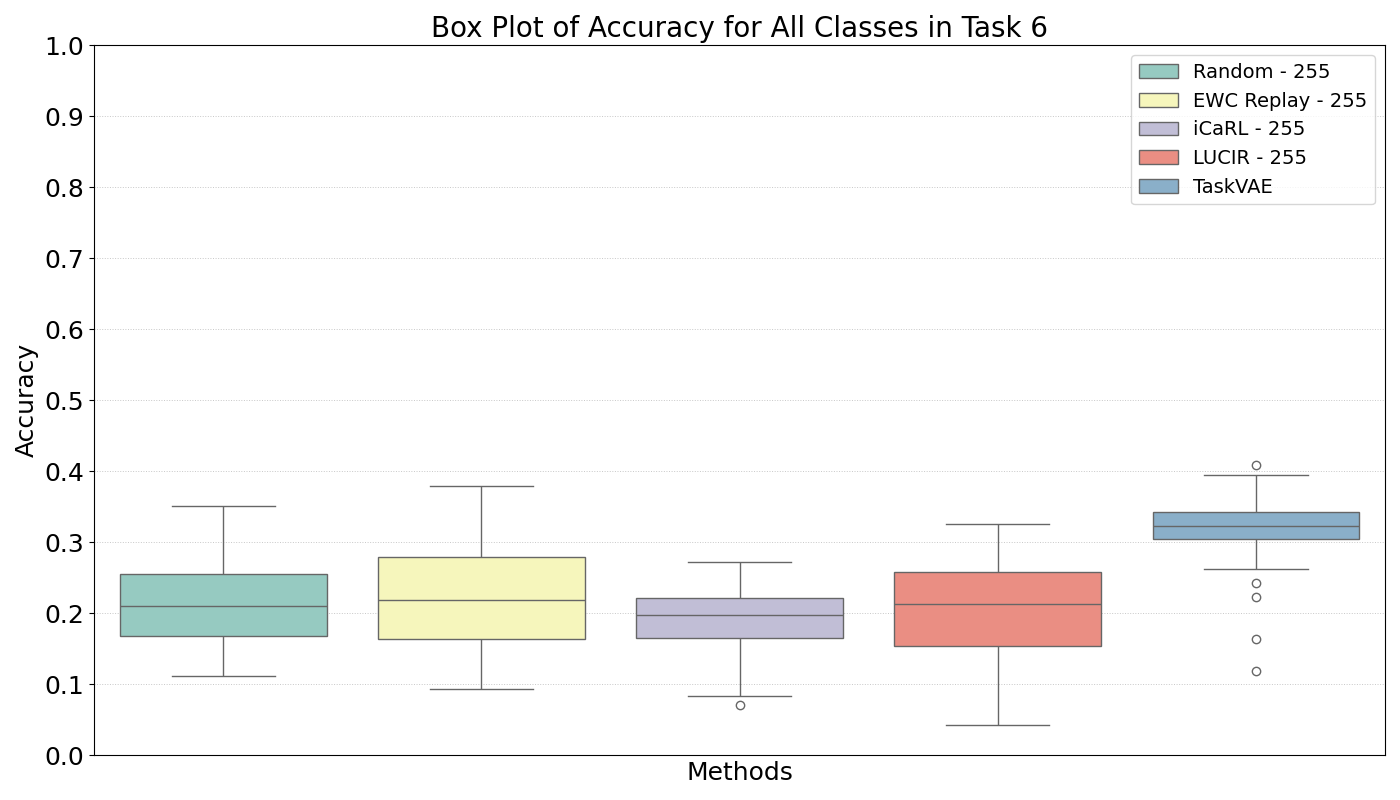 Box Plot of Accuracy for All Classes in Task 6
1.0
0.9
0.8
0.7
0.6
0.5
0.4
0.3
0.2
0.1
0.0
Accuracy
Methods
Random - 255
EWC Replay - 255
iCaRL - 255
LUCIR - 255
TaskVAE